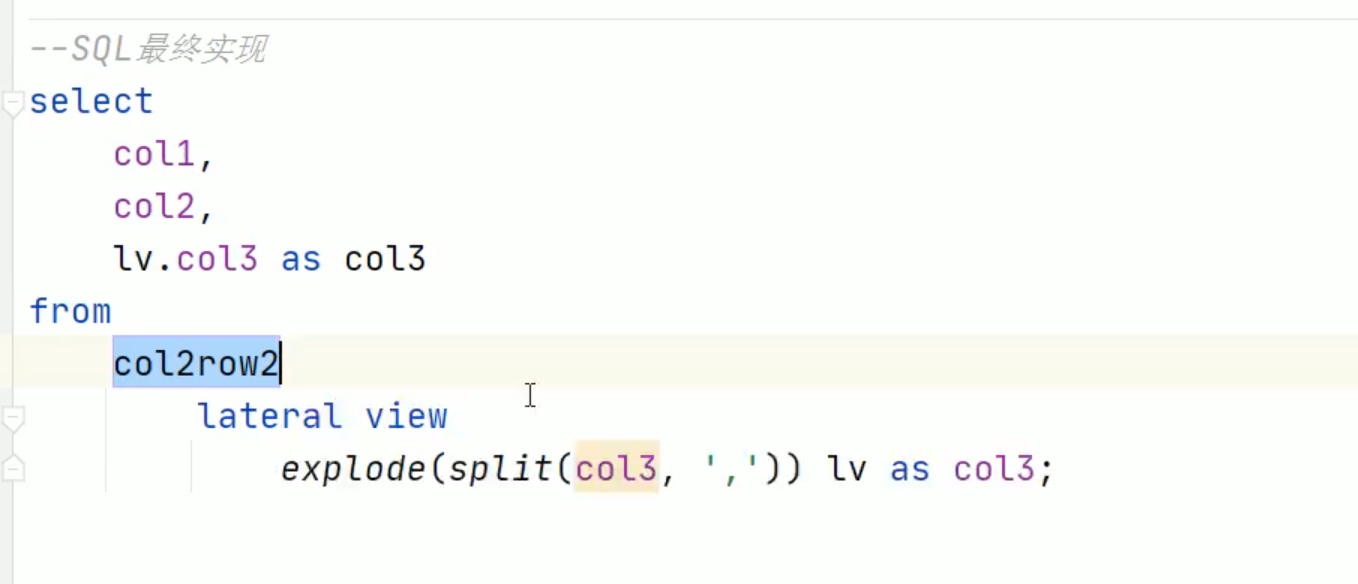 --SQL最终实现
select
col1,
col2,
lv.col3 as col3
from
col2row2
lateral view
explode(split(col3, ',')) lv as col3;